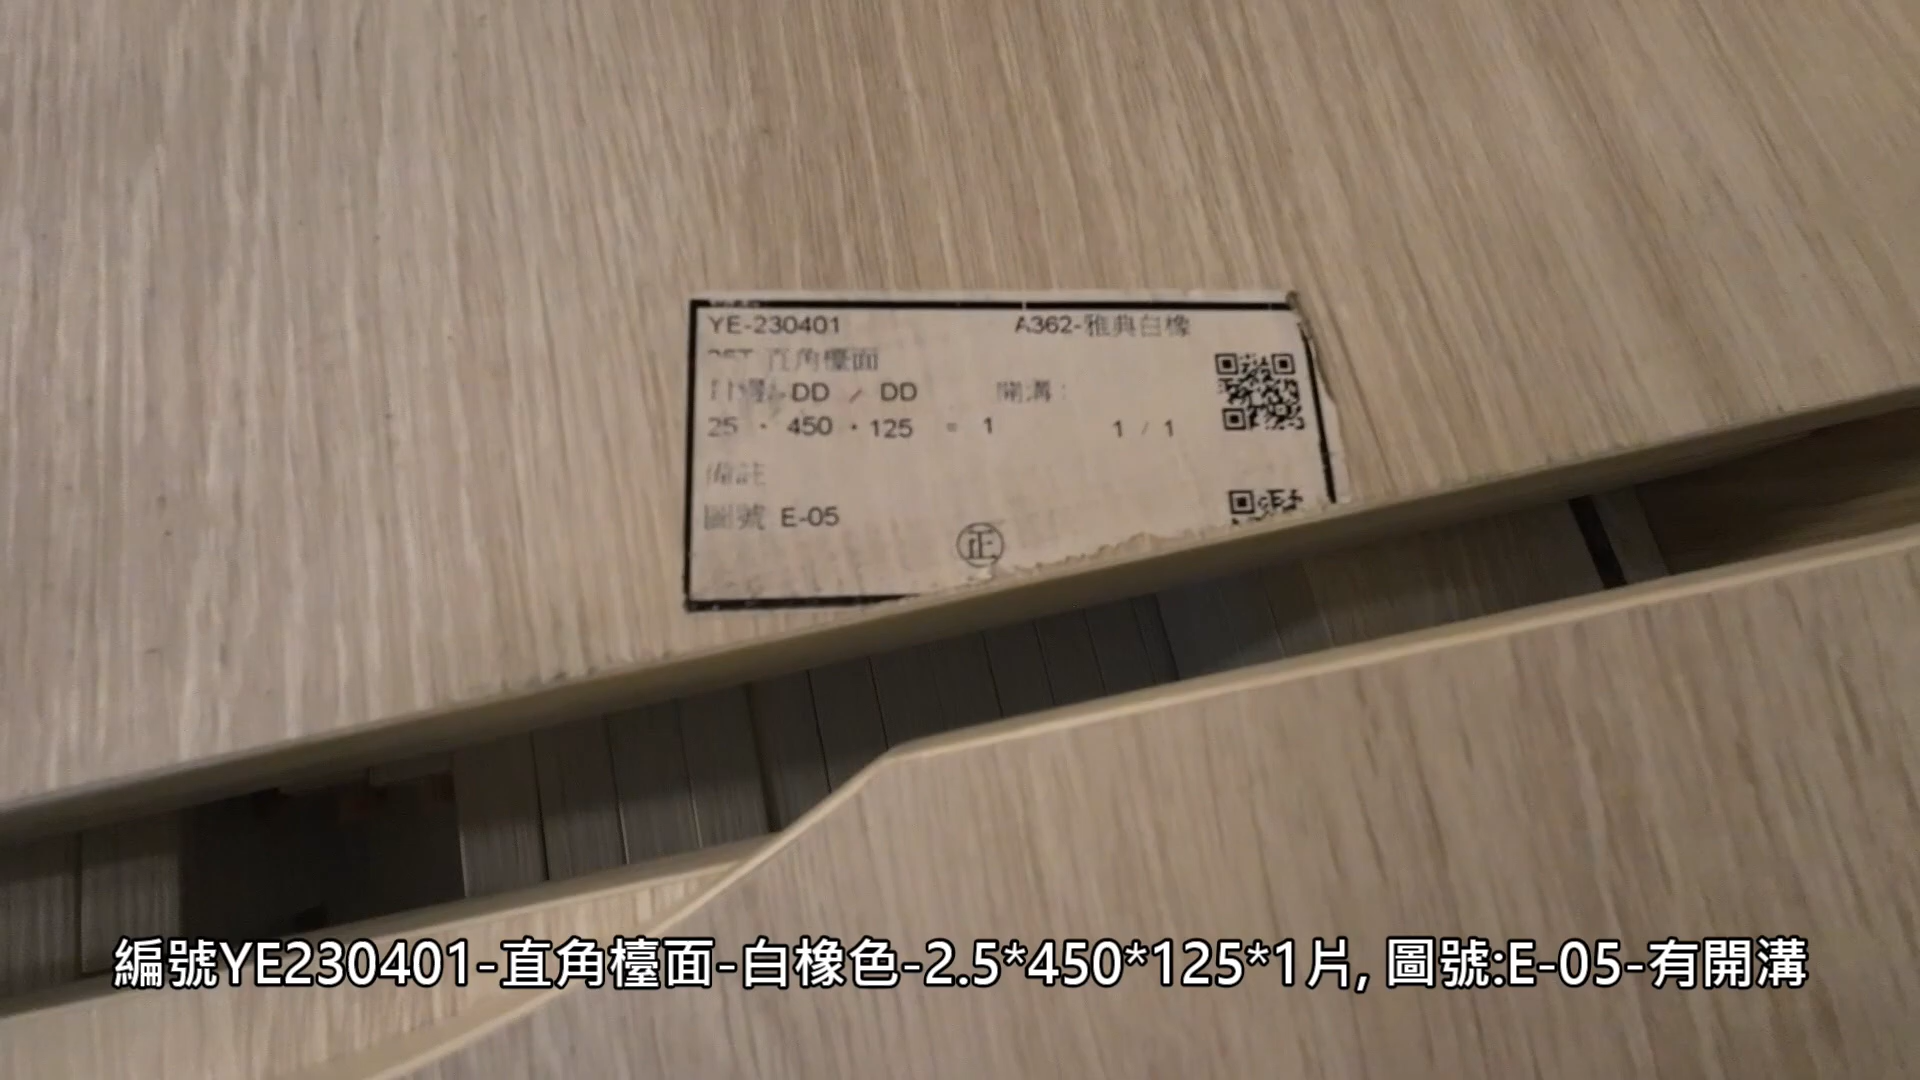 YE-230401 A362-雅典白橡
直角檯面
DD / DD 開溝:
25 · 450 · 125 = 1 1 / 1
備註
圖號 E-05
正
編號YE230401-直角檯面-白橡色-2.5*450*125*1片, 圖號:E-05-有開溝